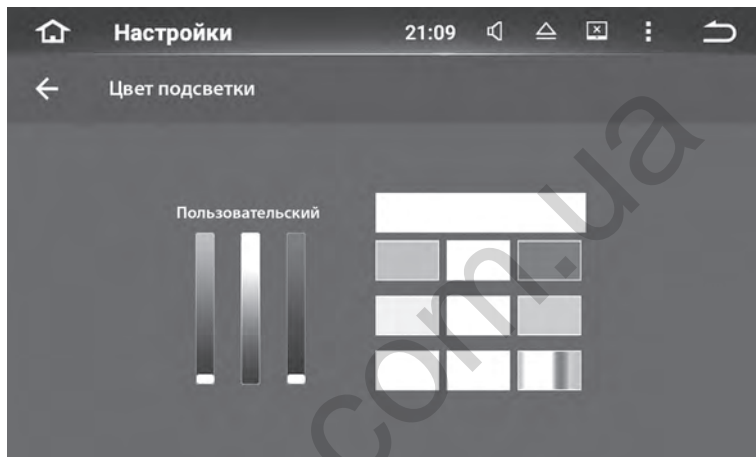 Настройки 21:09
Цвет подсветки
Пользовательский
com.ua